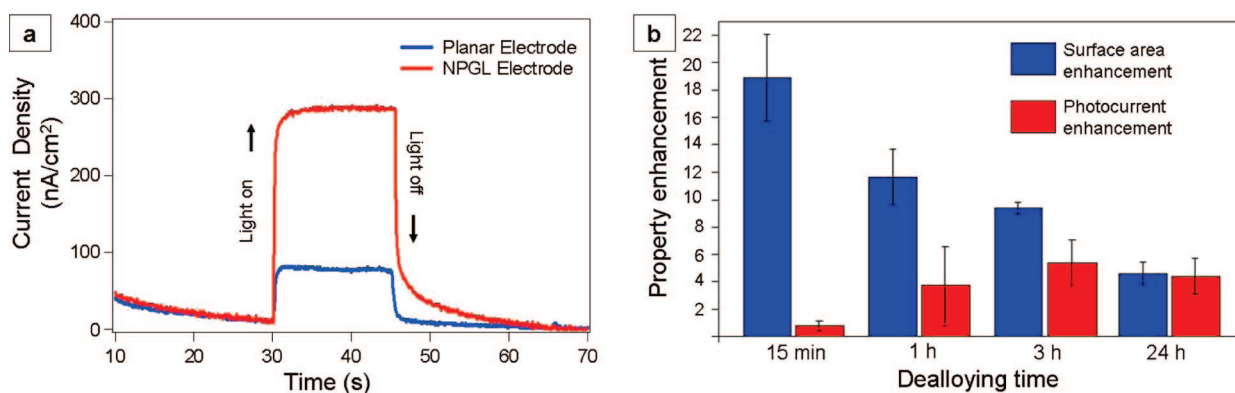 a
400
300
200
100
0
Current Density
(nA/cm²)
Planar Electrode
NPGL Electrode
Light on
Light off
10
20
30
40
50
60
70
Time (s)
b
22
20
18
16
14
12
10
8
6
4
2
Property enhancement
Surface area
enhancement
Photocurrent
enhancement
15 min
1 h
3 h
24 h
Dealloying time